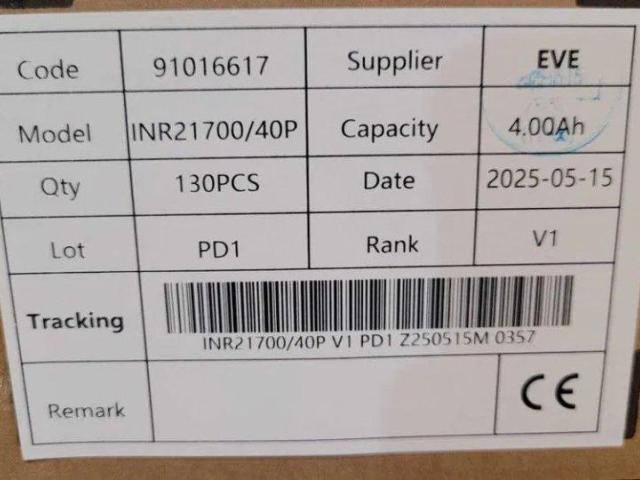 Code 91016617 Supplier EVE
Model INR21700/40P Capacity 4.00Ah
Qty 130PCS Date 2025-05-15
Lot PD1 Rank V1
Tracking
INR21700/40P V1 PD1 Z250515M 0357
Remark CE